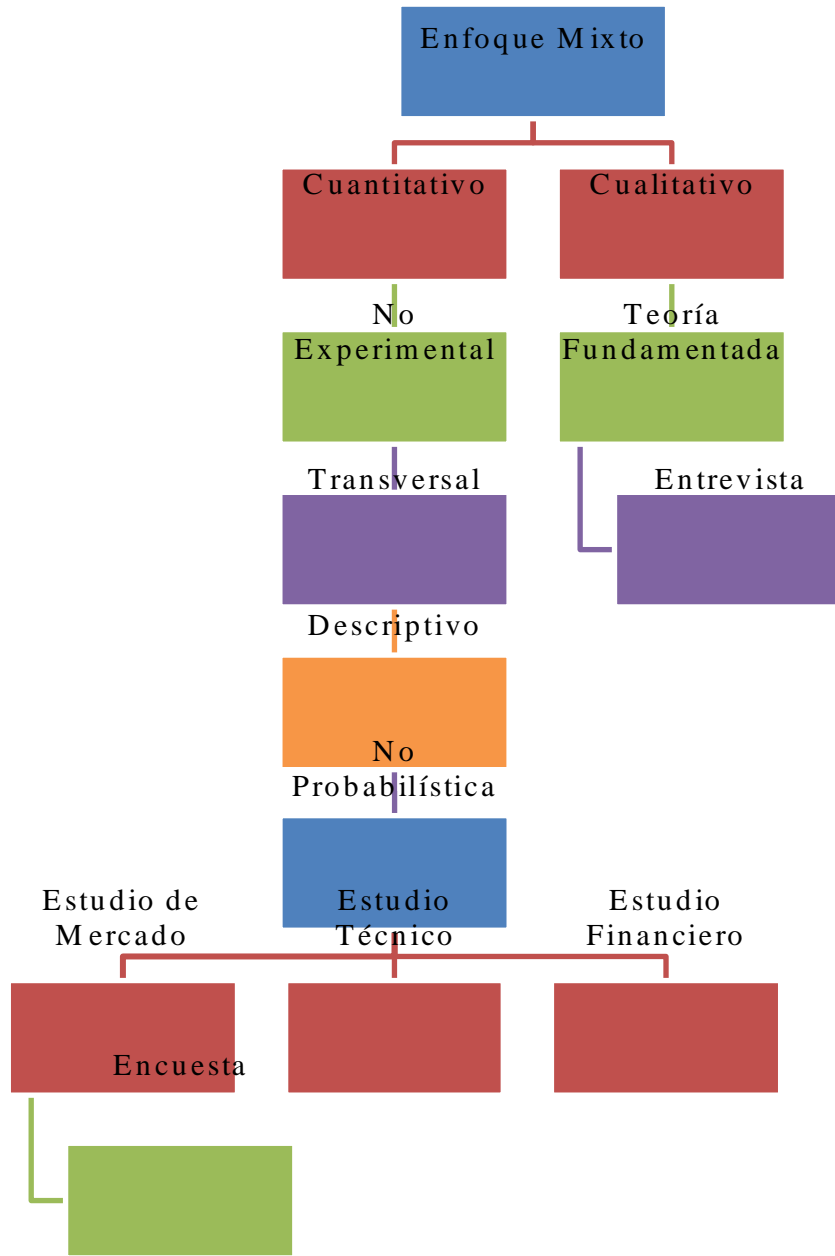 Enfoque Mixto
Cuantitativo
Cualitativo
No
Experimental
Teoría
Fundamentada
Transversal
Entrevista
Descriptivo
No
Probabilística
Estudio de
Mercado
Estudio
Técnico
Estudio
Financiero
Encuesta